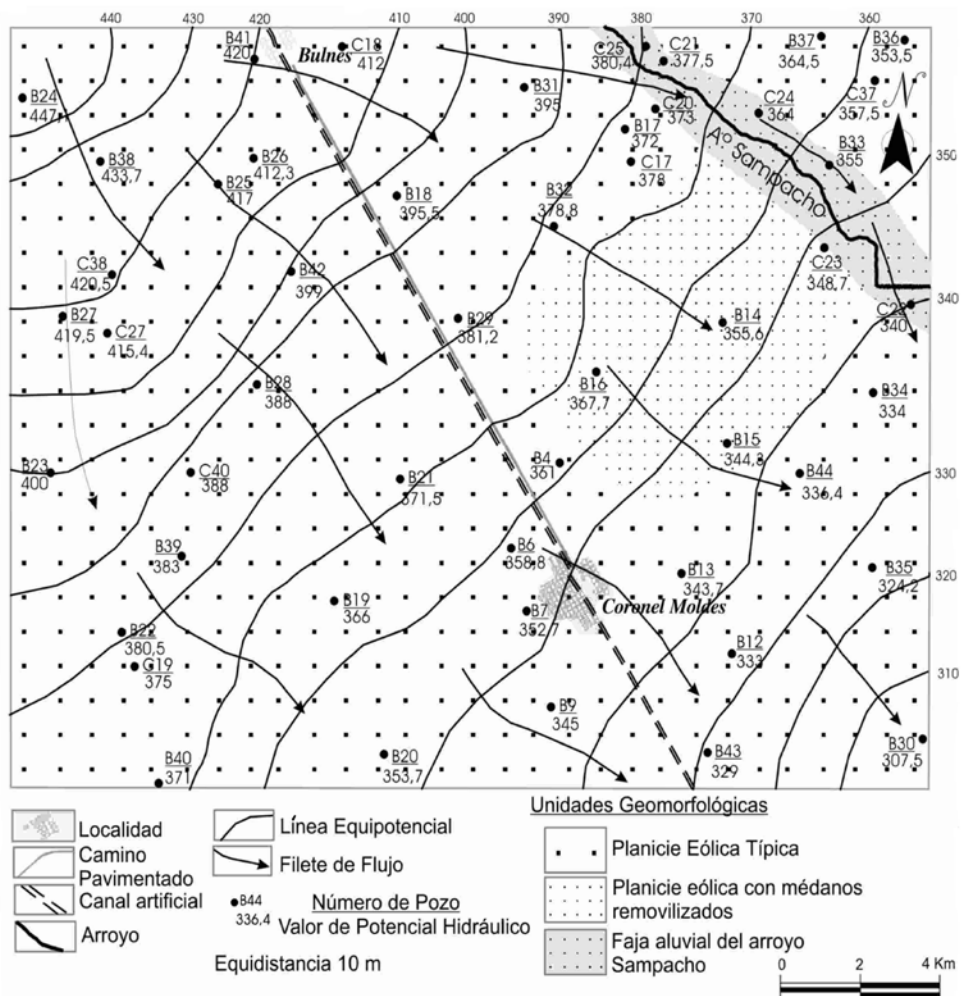 440 430 420 410 400 390 380 370 360
B41
420
Bulnes
C18
412
C25
380,4
C21
377,5
B37
364,5
B36
353,5
B24
447
B31
395
C20
373
C24
364
C37
357,5
N
B17
372
A° Sampacho
B33
355
350
B38
433,7
B26
412,3
C17
378
B25
417
B18
395,5
B32
378,8
C23
348,7
C38
420,5
B42
399
340
B27
419,5
C27
415,4
B29
381,2
B14
355,6
C22
340
B28
388
B16
367,7
B34
334
B15
344,3
B23
400
C40
388
B21
371,5
B4
361
B44
336,4
330
B39
383
B6
358,8
B13
343,7
B35
324,2
320
B19
366
B7
352,7
Coronel Moldes
B22
380,5
B12
333
C19
375
310
B9
345
B40
371
B20
353,7
B43
329
B30
307,5
Localidad
Camino
Pavimentado
Canal artificial
Arroyo
Línea Equipotencial
Filete de Flujo
B44
336,4
Número de Pozo
Valor de Potencial Hidráulico
Equidistancia 10 m
Unidades Geomorfológicas
Planicie Eólica Típica
Planicie eólica con médanos
removilizados
Faja aluvial del arroyo
Sampacho
0 2 4 Km